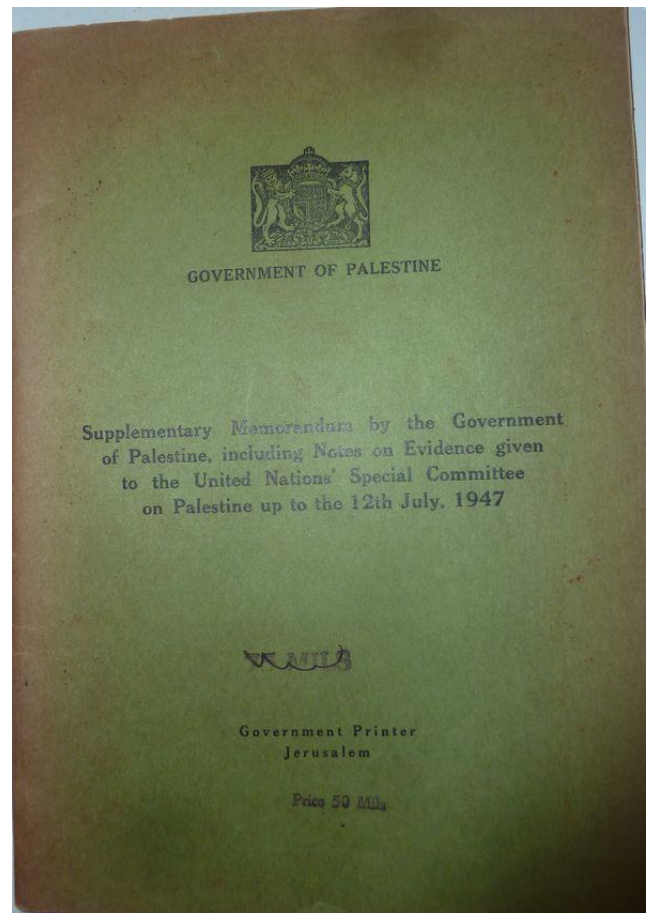 GOVERNMENT OF PALESTINE
Supplementary Memorandum by the Government
of Palestine, including Notes on Evidence given
to the United Nations' Special Committee
on Palestine up to the 12th July, 1947
MILS
Government Printer
Jerusalem
Price 50 Mils